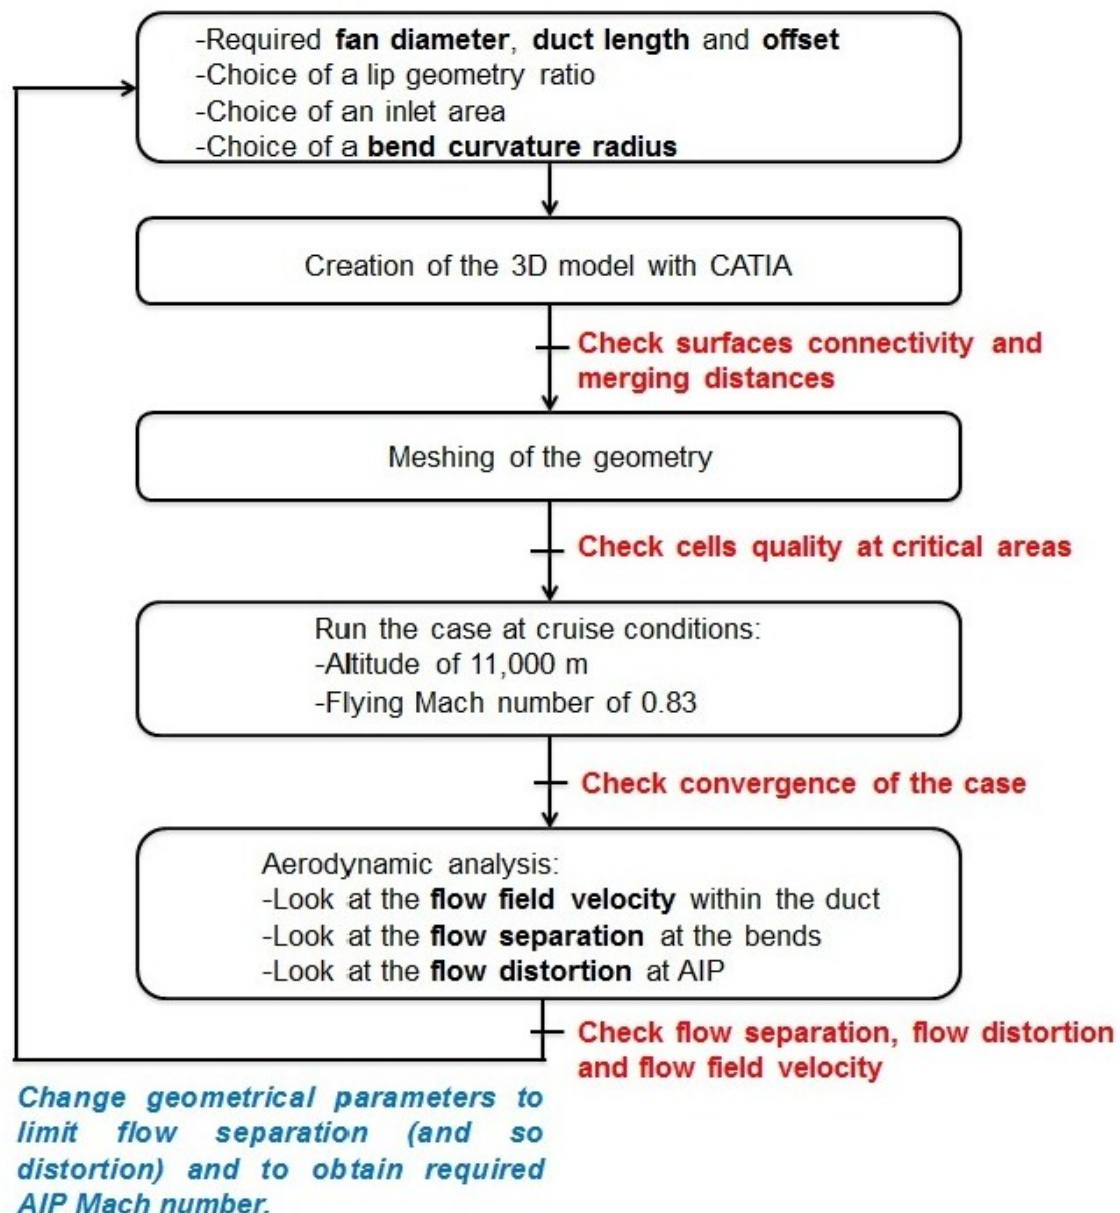 -Required fan diameter, duct length and offset
-Choice of a lip geometry ratio
-Choice of an inlet area
-Choice of a bend curvature radius
Creation of the 3D model with CATIA
Check surfaces connectivity and
merging distances
Meshing of the geometry
Check cells quality at critical areas
Run the case at cruise conditions:
-Altitude of 11,000 m
-Flying Mach number of 0.83
Check convergence of the case
Aerodynamic analysis:
-Look at the flow field velocity within the duct
-Look at the flow separation at the bends
-Look at the flow distortion at AIP
Check flow separation, flow distortion
and flow field velocity
Change geometrical parameters to
limit flow separation (and so
distortion) and to obtain required
AIP Mach number.